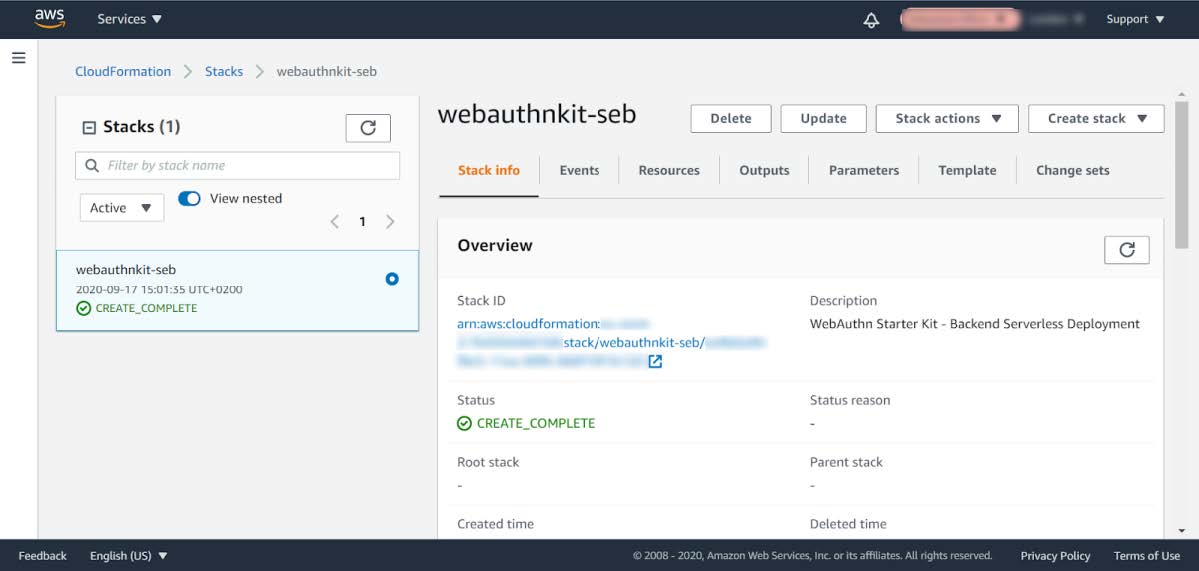 aws Services Support
CloudFormation Stacks webauthnkit-seb
Stacks (1)
Filter by stack name
Active View nested
1
webauthnkit-seb
2020-09-17 15:01:35 UTC+0200
CREATE_COMPLETE
webauthnkit-seb Delete Update Stack actions Create stack
Stack info Events Resources Outputs Parameters Template Change sets
Overview
Stack ID Description
arn:aws:cloudformation: WebAuthn Starter Kit - Backend Serverless Deployment
stack/webauthnkit-seb/
Status Status reason
CREATE_COMPLETE -
Root stack Parent stack
- -
Created time Deleted time
Feedback English (US) © 2008 - 2020, Amazon Web Services, Inc. or its affiliates. All rights reserved. Privacy Policy Terms of Use